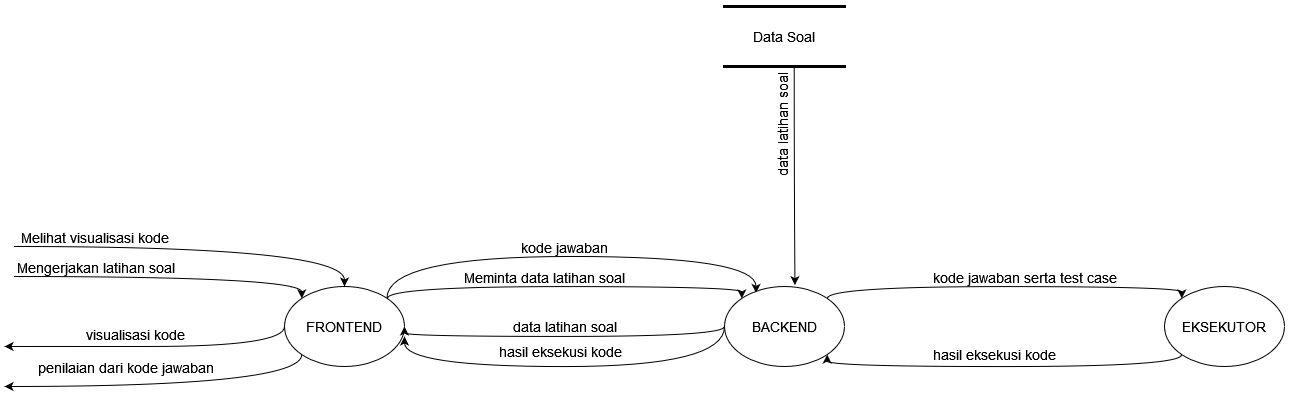 Data Soal
data latihan soal
Melihat visualisasi kode
Mengerjakan latihan soal
kode jawaban
Meminta data latihan soal
kode jawaban serta test case
FRONTEND
BACKEND
EKSEKUTOR
visualisasi kode
data latihan soal
hasil eksekusi kode
hasil eksekusi kode
penilaian dari kode jawaban